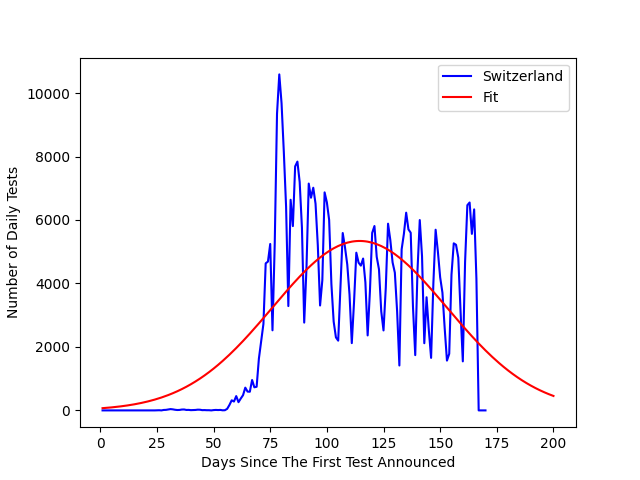 Switzerland
Fit
10000
8000
6000
4000
2000
0
Number of Daily Tests
0 25 50 75 100 125 150 175 200
Days Since The First Test Announced